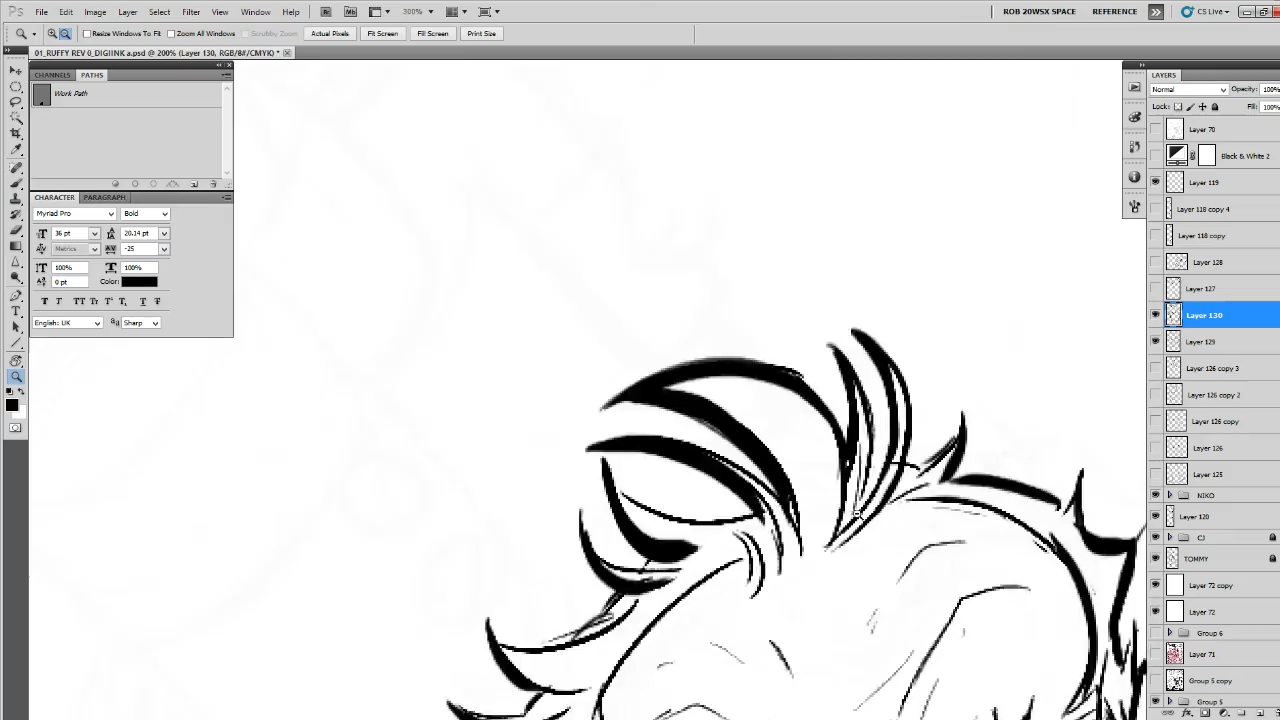 File Edit Image Layer Select Filter Analysis View Window Help Br Mb 300% ROB 20WSX SPACE REFERENCE CS Live
Resize Windows To Fit Zoom All Windows Scrubby Zoom Actual Pixels Fit Screen Fill Screen Print Size
01_RUFFY REV 0_DIGIINK a.psd @ 200% (Layer 130, RGB/8#/CMYK) *
CHANNELS PATHS
Work Path
CHARACTER PARAGRAPH
Myriad Pro Bold
36 pt 20.14 pt
Metrics -25
100% 100%
0 pt Color:
English: UK Sharp
LAYERS
Normal Opacity: 100%
Lock: Fill: 100%
Layer 70
Black & White 2
Layer 119
Layer 118 copy 4
Layer 118 copy
Layer 128
Layer 127
Layer 130
Layer 129
Layer 126 copy 3
Layer 126 copy 2
Layer 126 copy
Layer 126
Layer 125
NIKO
Layer 120
CJ
TOMMY
Layer 72 copy
Layer 72
Group 6
Layer 71
Group 5 copy
Group 5